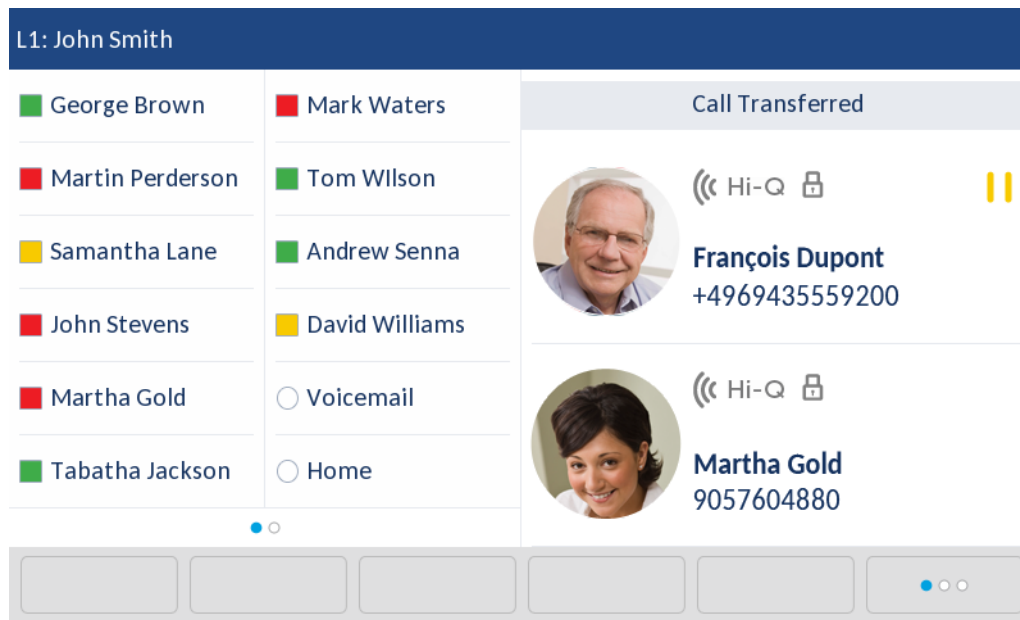 L1: John Smith
George Brown
Martin Perderson
Samantha Lane
John Stevens
Martha Gold
Tabatha Jackson
Mark Waters
Tom WIlson
Andrew Senna
David Williams
Voicemail
Home
Call Transferred
Hi-Q
François Dupont
+4969435559200
Hi-Q
Martha Gold
9057604880